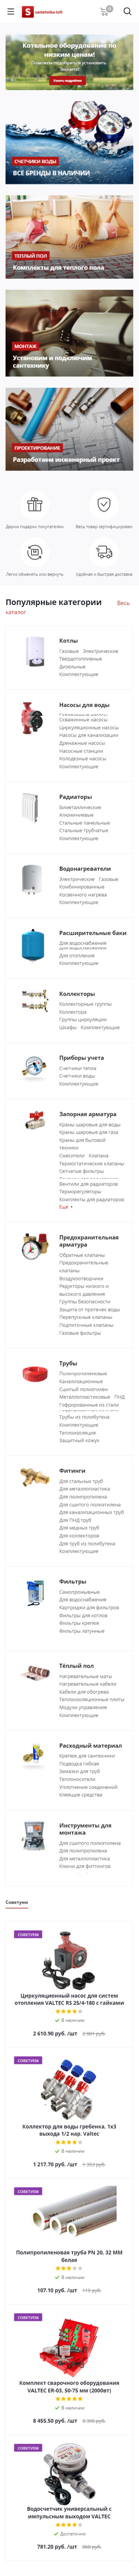 S santehnika-loft
0
Котельное оборудование по
низким ценам!
Поможем подобрать и установить.
Звоните!
Узнать подробнее
СЧЕТЧИКИ ВОДЫ
ВСЕ БРЕНДЫ В НАЛИЧИИ
ТЕПЛЫЙ ПОЛ
Комплекты для теплого пола
МОНТАЖ
Установим и подключим
сантехнику
ПРОЕКТИРОВАНИЕ
Разработаем инженерный проект
Дарим подарки покупателям
Весь товар сертифицирован
Легко обменять или вернуть
Удобная и быстрая доставка
Популярные категории
Весь
каталог
Котлы
Газовые Электрические
Твердотопливные
Дизельные
Комплектующие
Насосы для воды
Скважинные насосы
Циркуляционные насосы
Насосы для канализации
Дренажные насосы
Насосные станции
Колодезные насосы
Комплектующие
Радиаторы
Биметаллические
Алюминиевые
Стальные панельные
Стальные трубчатые
Комплектующие
Водонагреватели
Электрические Газовые
Комбинированные
Косвенного нагрева
Комплектующие
Расширительные баки
Для водоснабжения
Для отопления
Комплектующие
Коллекторы
Коллекторные группы
Коллектора
Группы циркуляции
Шкафы Комплектующие
Приборы учета
Счетчики тепла
Счетчики воды
Комплектующие
Запорная арматура
Краны шаровые для воды
Краны шаровые для газа
Краны для бытовой
техники
Смесители Клапана
Термостатические клапаны
Сетчатые фильтры
Вентили для радиаторов
Терморегуляторы
Комплекты для радиаторов
Еще
Предохранительная
арматура
Обратные клапаны
Предохранительные
клапаны
Воздухоотводчики
Редукторы низкого и
высокого давления
Группы безопасности
Защита от протечек воды
Перепускные клапаны
Подпиточные клапаны
Газовые фильтры
Трубы
Полипропиленовые
Канализационные
Сшитый полиэтилен
Металлопластиковые ПНД
Гофрированные из стали
Трубы из полибутена
Комплектующие
Теплоизоляция
Защитный кожух
Фитинги
Для стальных труб
Для металлопластика
Для полипропилена
Для сшитого полиэтилена
Для канализационных труб
Для ПНД труб
Для медных труб
Для коллекторов
Для труб из полибутена
Комплектующие
Фильтры
Самопромывные
Для водоснабжения
Картриджи для фильтров
Фильтры для котлов
Фильтры крепеж
Фильтры латунные
Тёплый пол
Нагревательные маты
Нагревательные кабели
Кабели для обогрева
Теплоизоляционные плиты
Модули управления
Комплектующие
Расходный материал
Крепеж для сантехники
Подводка гибкая
Замазка для труб
Теплоносители
Уплотнение соединений
Клеящие средства
Инструменты для
монтажа
Для сшитого полиэтилена
Для полипропилена
Для металлопластика
Ключи для фиттингов
Советуем
СОВЕТУЕМ
Циркуляционный насос для систем
отопления VALTEC RS 25/4-180 с гайками
В наличии
2 610.90 руб. /шт 2 901 руб.
СОВЕТУЕМ
Коллектор для воды гребенка, 1x3
выхода 1/2 нар. Valtec
В наличии
1 217.70 руб. /шт 1 353 руб.
СОВЕТУЕМ
Полипропиленовая труба PN 20, 32 ММ
белая
В наличии
107.10 руб. /шт 119 руб.
СОВЕТУЕМ
Комплект сварочного оборудования
VALTEC ER-03, 50-75 мм (2000вт)
В наличии
8 455.50 руб. /шт 9 395 руб.
СОВЕТУЕМ
Водосчетчик универсальный с
импульсным выходом VALTEC
Достаточно
781.20 руб. /шт 868 руб.